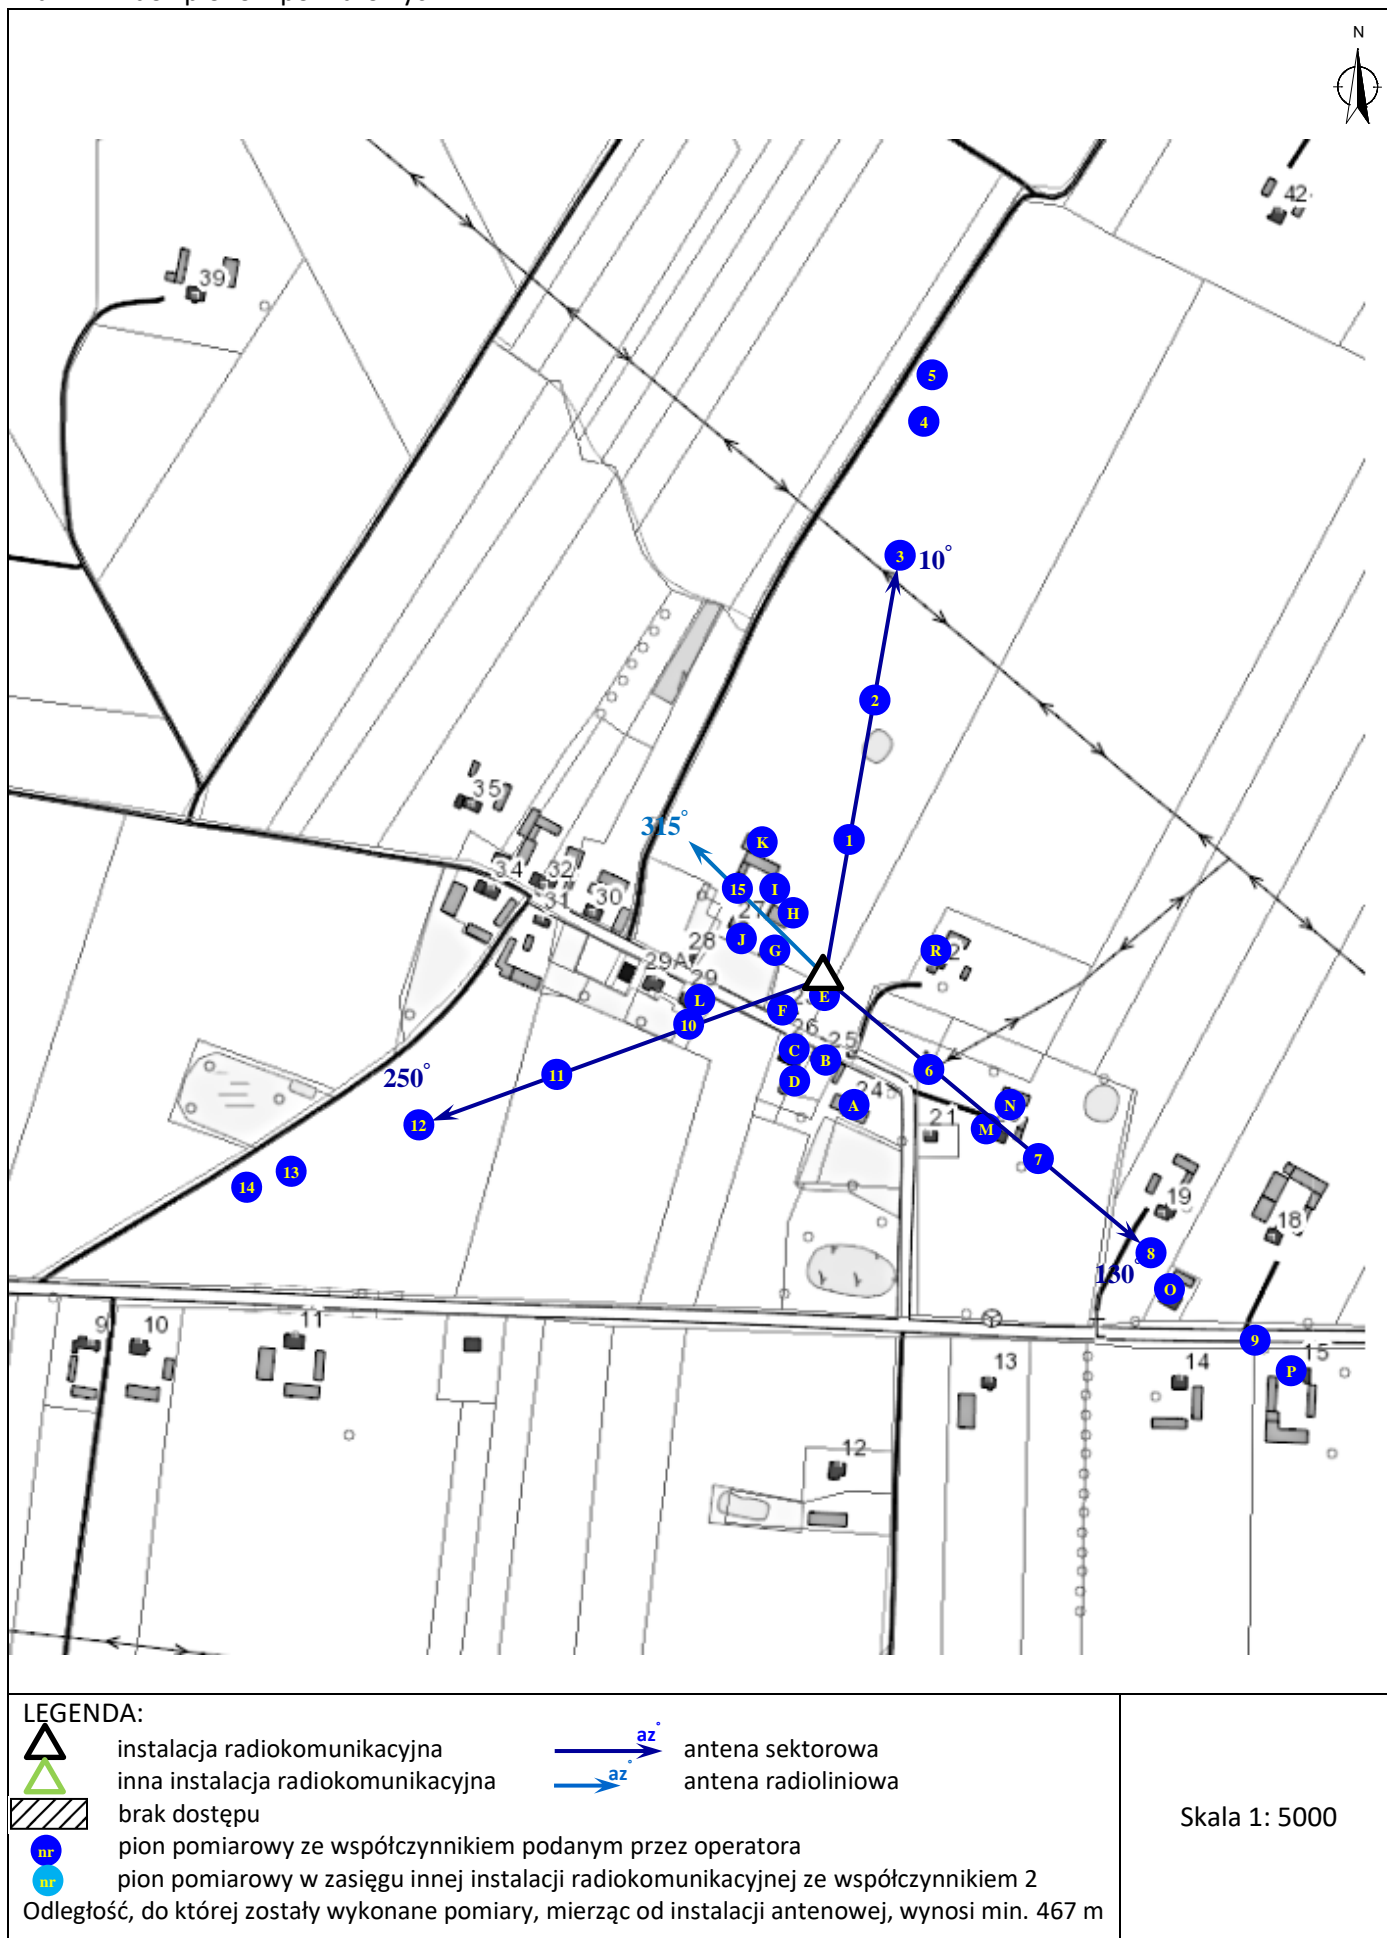 N
42
39
5
4
3 10°
2
35
315°
K
1
34
32
15
I
31
30
27
H
28
J
G
R
29A
29
L
E
F
10
26
C
B
25
250°
11
D
6
24
A
N
12
21
M
7
13
14
19
18
8
130°
O
9
10
11
9
13
14
P
15
12
LEGENDA:
instalacja radiokomunikacyjna
az° antena sektorowa
inna instalacja radiokomunikacyjna
az° antena radioliniowa
brak dostępu
Skala 1: 5000
nr pion pomiarowy ze współczynnikiem podanym przez operatora
nr pion pomiarowy w zasięgu innej instalacji radiokomunikacyjnej ze współczynnikiem 2
Odległość, do której zostały wykonane pomiary, mierząc od instalacji antenowej, wynosi min. 467 m